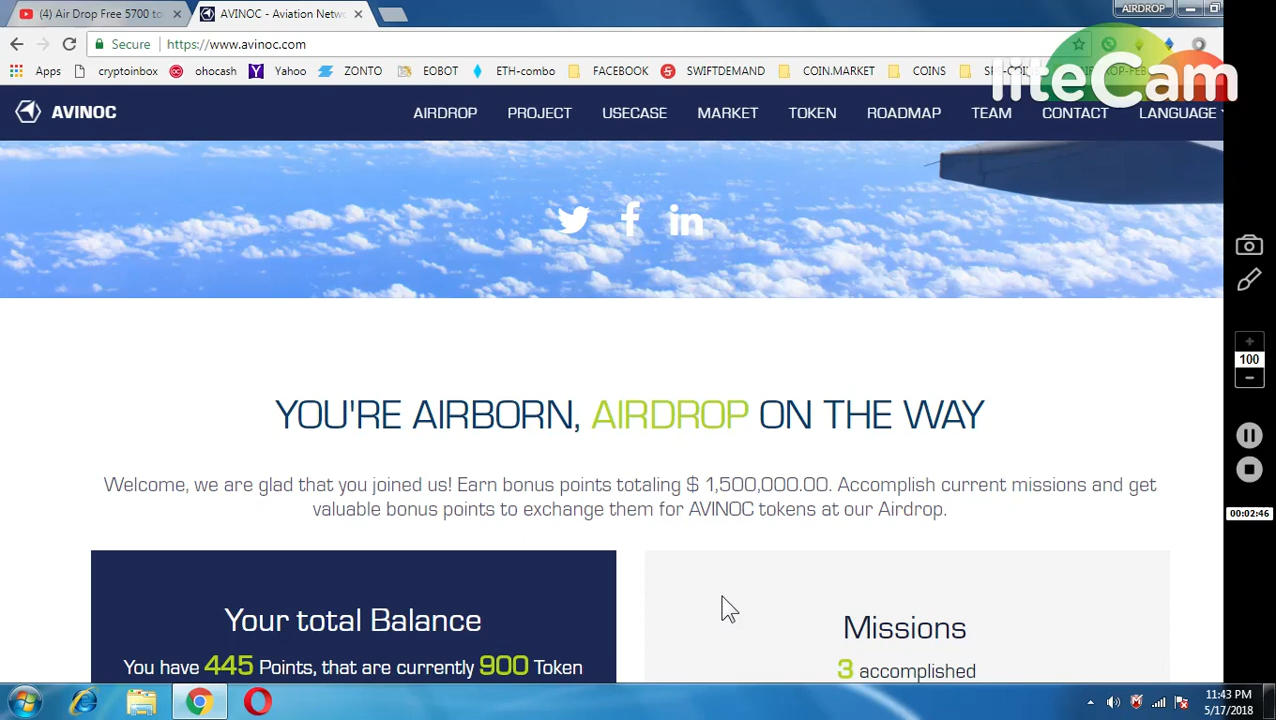 (4) Air Drop Free 5700 to
AVINOC - Aviation Netwo
AIRDROP
Secure
https://www.avinoc.com
Apps
cryptoinbox
ohocash
Yahoo
ZONTO
ROBOT
ETH-combo
FACEBOOK
SWIFTDEMAND
COIN.MARKET
COINS
liteCam
AVINOC
AIRDROP
PROJECT
USECASE
MARKET
TOKEN
ROADMAP
TEAM
CONTACT
LANGUAGE
YOU'RE AIRBORN, AIRDROP ON THE WAY
Welcome, we are glad that you joined us! Earn bonus points totaling $ 1,500,000.00. Accomplish current missions and get
valuable bonus points to exchange them for AVINOC tokens at our Airdrop.
Your total Balance
You have 445 Points, that are currently 900 Token
Missions
3 accomplished
100
00:02:46
11:43 PM
5/17/2018